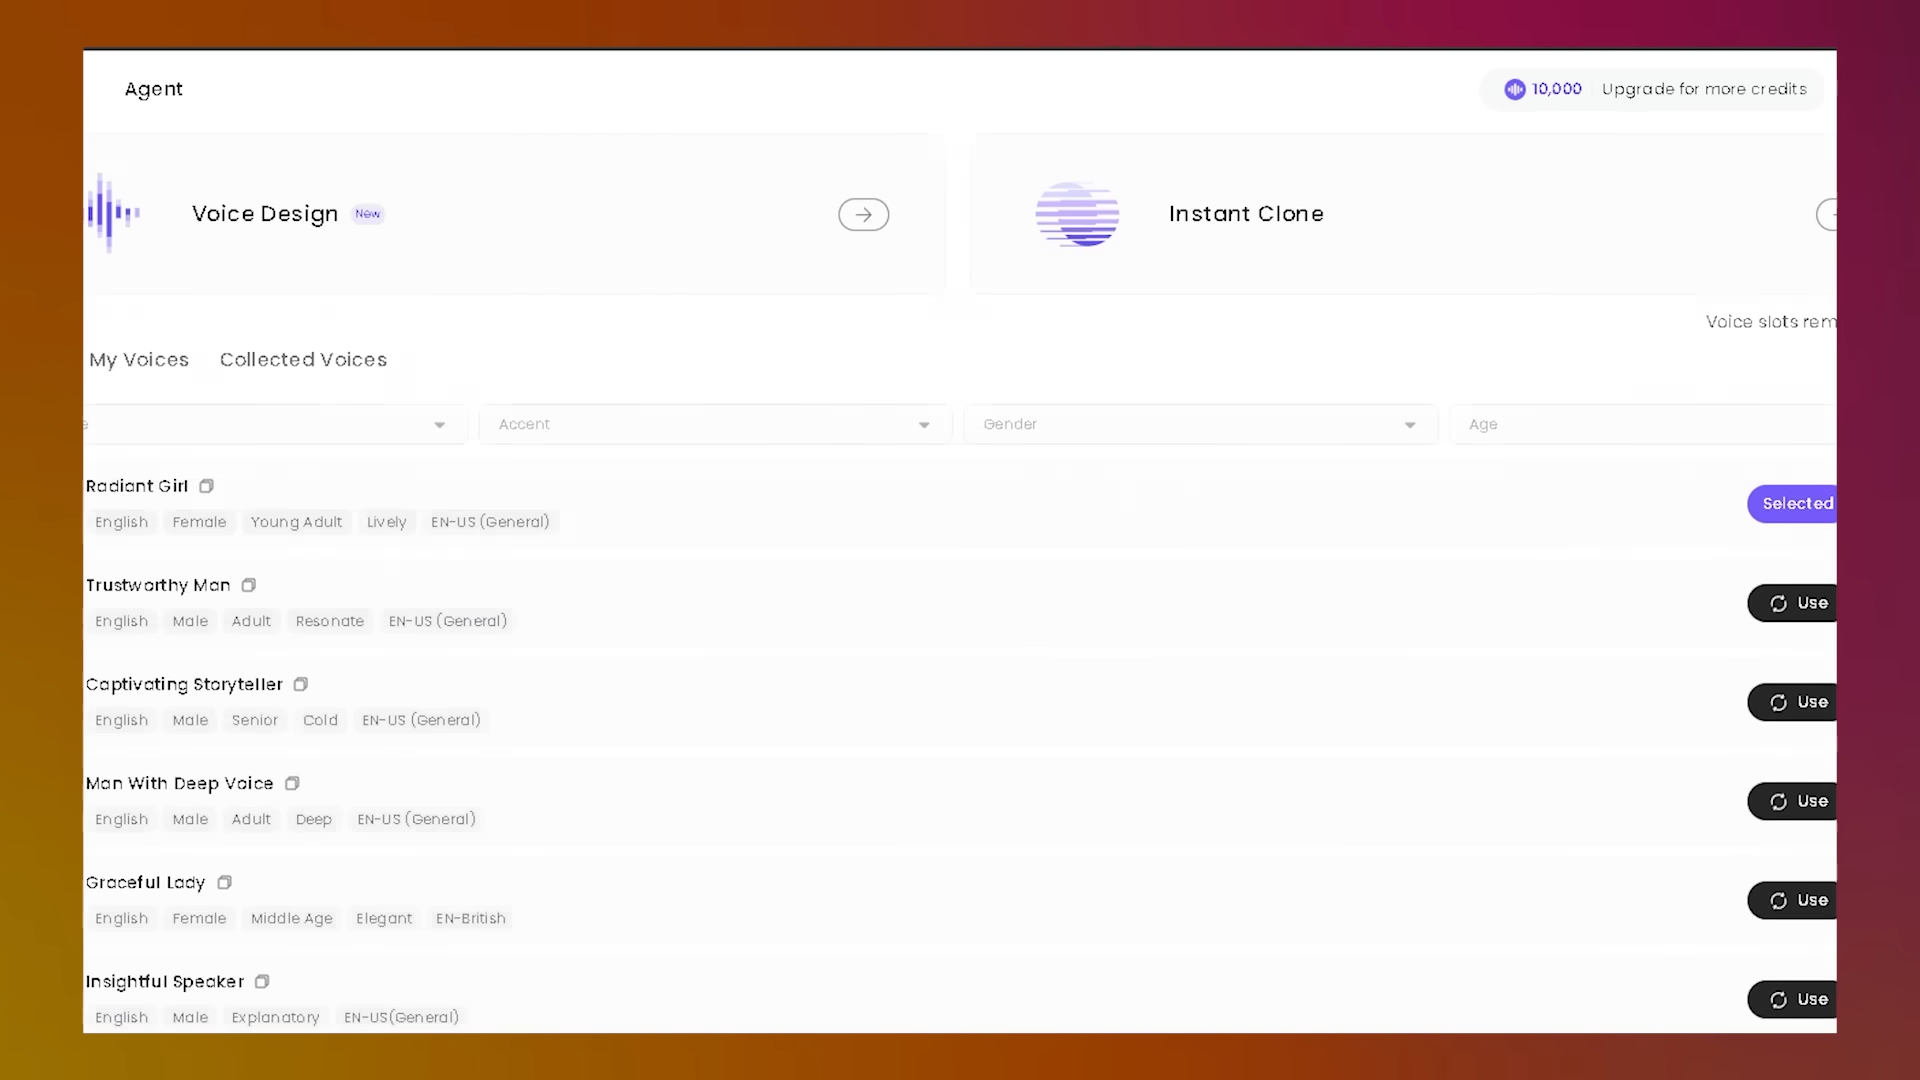 Agent
10,000 Upgrade for more credits
Voice Design New
Instant Clone
Voice slots rem
My Voices Collected Voices
e Accent Gender Age
Radiant Girl
English Female Young Adult Lively EN-US (General)
Selected
Trustworthy Man
English Male Adult Resonate EN-US (General)
Use
Captivating Storyteller
English Male Senior Cold EN-US (General)
Use
Man With Deep Voice
English Male Adult Deep EN-US (General)
Use
Graceful Lady
English Female Middle Age Elegant EN-British
Use
Insightful Speaker
English Male Explanatory EN-US(General)
Use